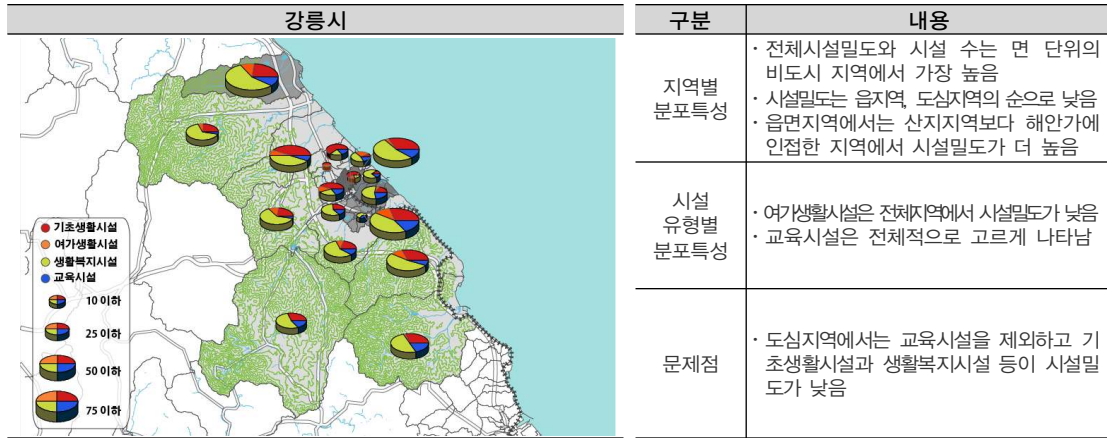 강릉시
기초생활시설
여가생활시설
생활복지시설
교육시설
10 이하
25 이하
50 이하
75 이하
구분
내용
지역별
분포특성
· 전체시설밀도와 시설 수는 면 단위의
비도시 지역에서 가장 높음
· 시설밀도는 읍지역, 도심지역의 순으로 낮음
· 읍면지역에서는 산지지역보다 해안가에
인접한 지역에서 시설밀도가 더 높음
시설
유형별
분포특성
· 여가생활시설은 전체지역에서 시설밀도가 낮음
· 교육시설은 전체적으로 고르게 나타남
문제점
· 도심지역에서는 교육시설을 제외하고 기
초생활시설과 생활복지시설 등이 시설밀
도가 낮음